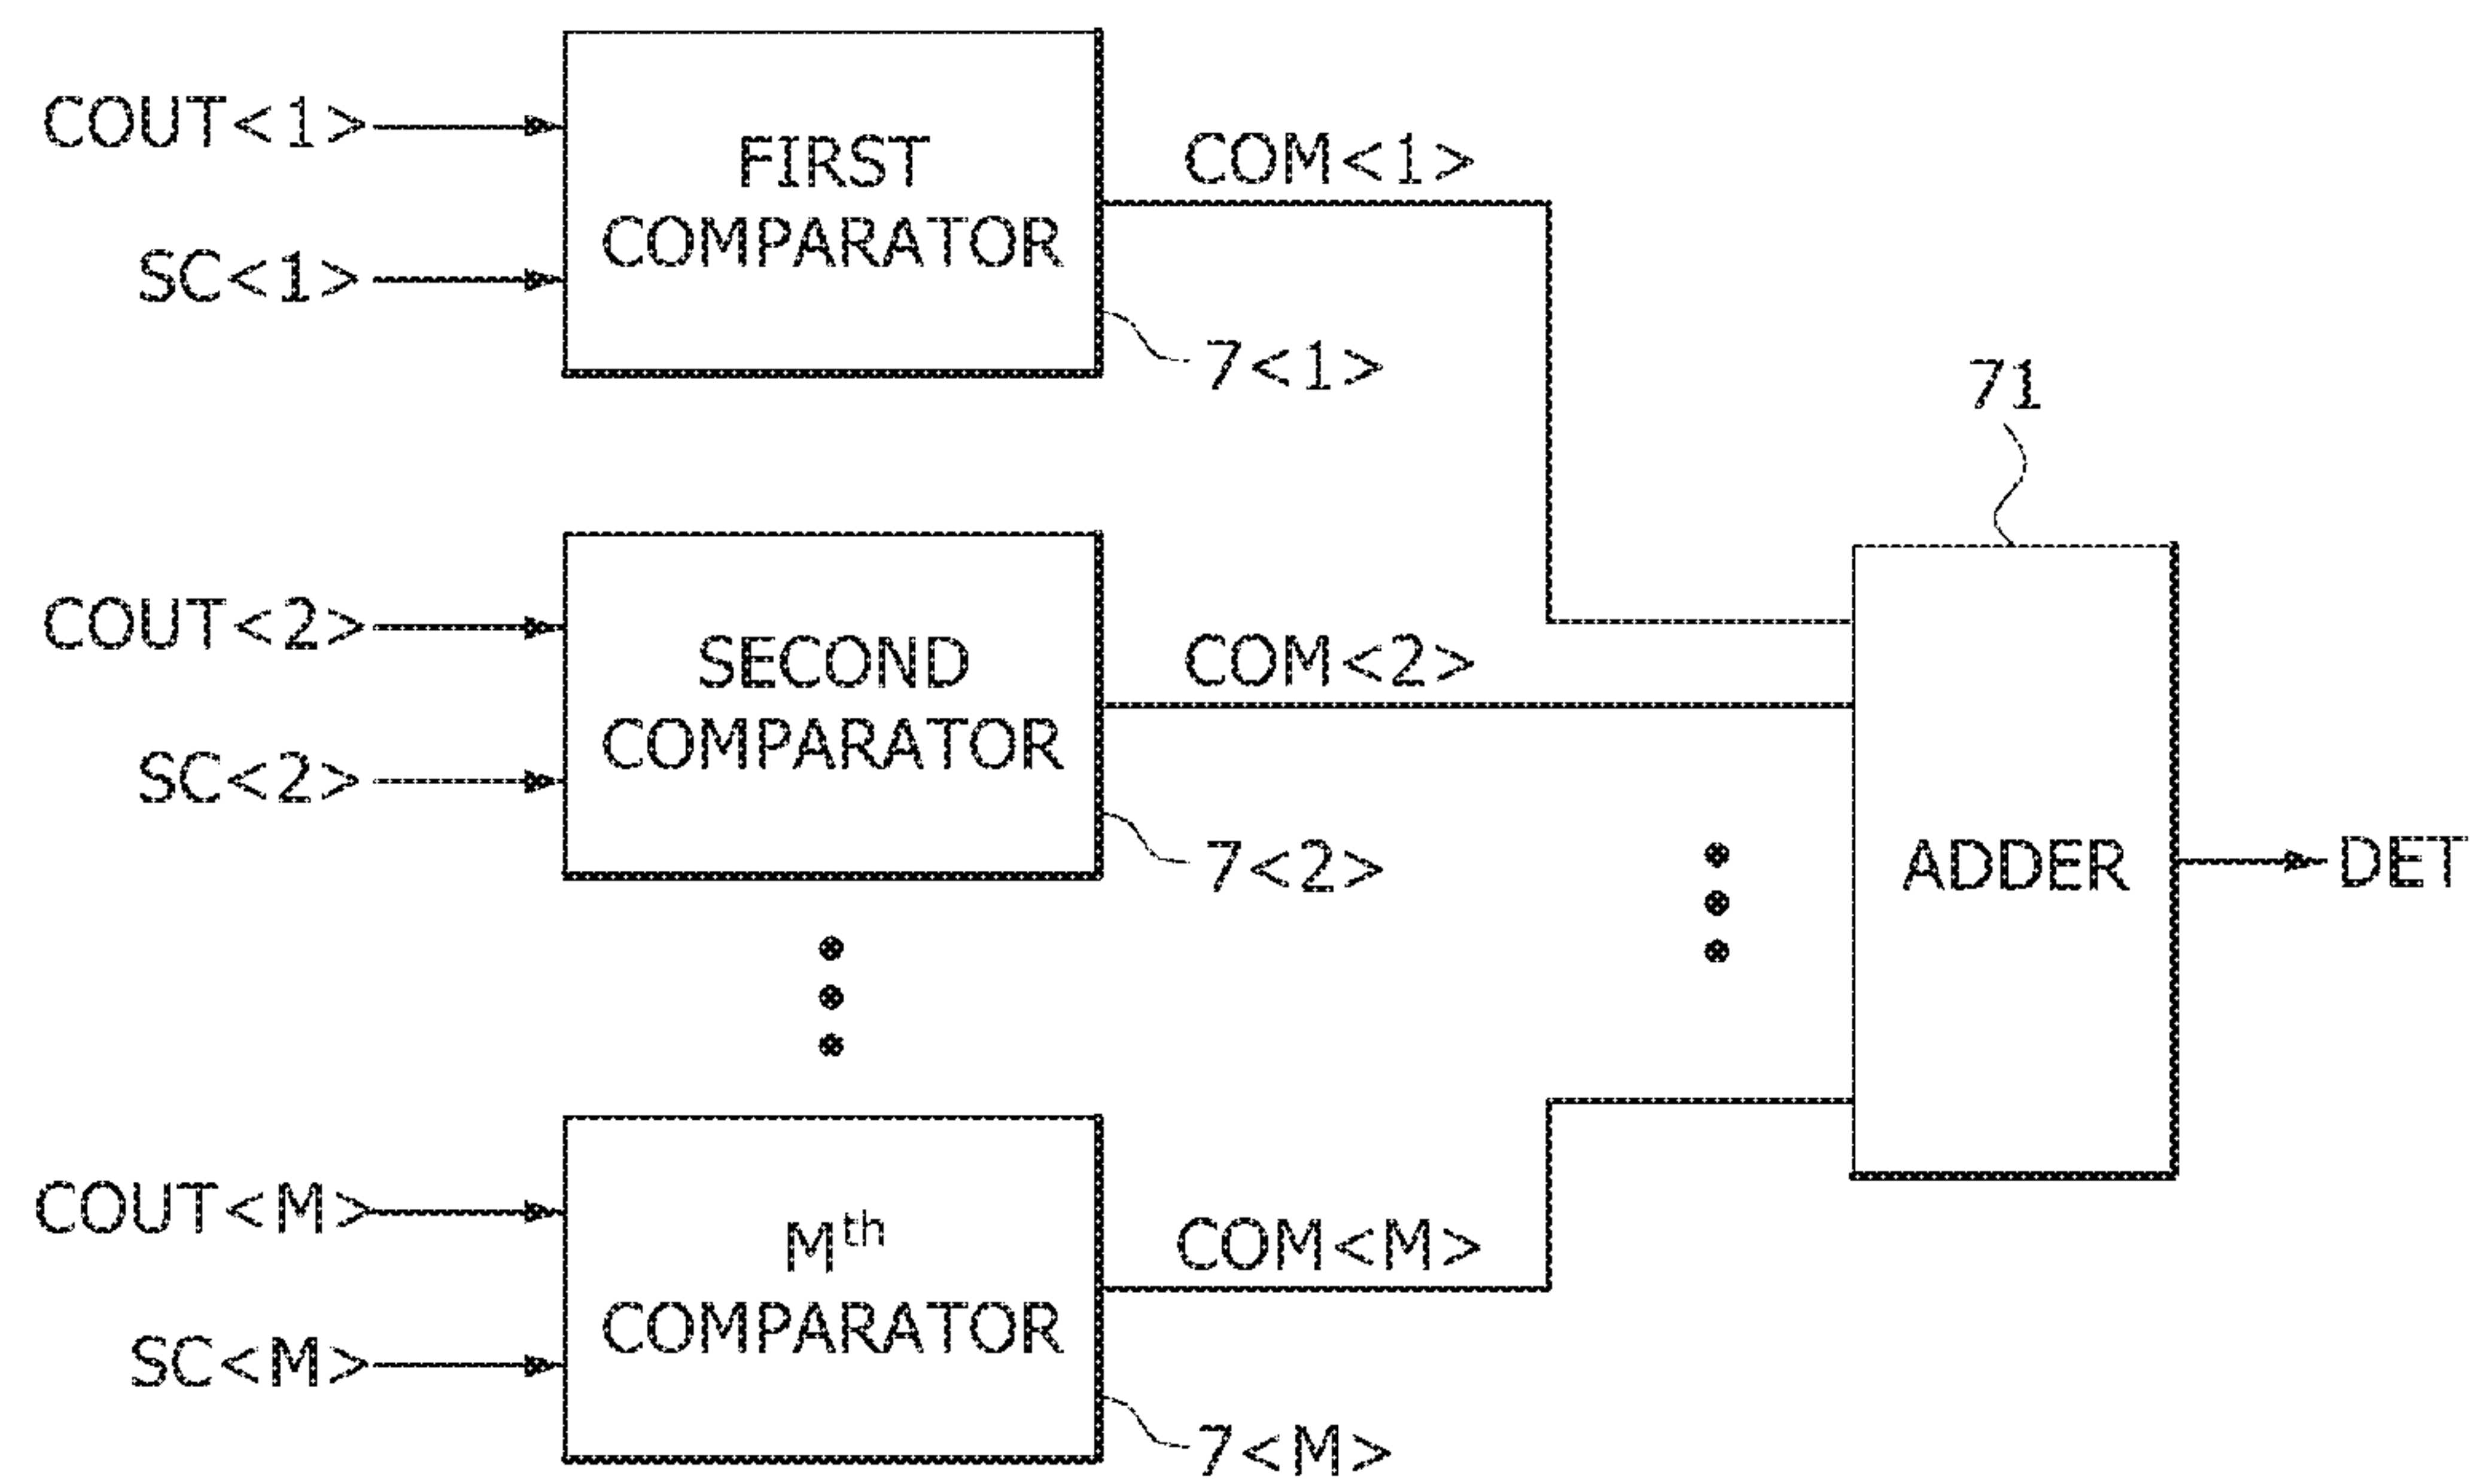 COUT<1>
SC<1>
FIRST
COMPARATOR
COM<1>
7<1>
71
COUT<2>
SC<2>
SECOND
COMPARATOR
COM<2>
7<2>
ADDER
DET
COUT<M>
SC<M>
Mth
COMPARATOR
COM<M>
7<M>